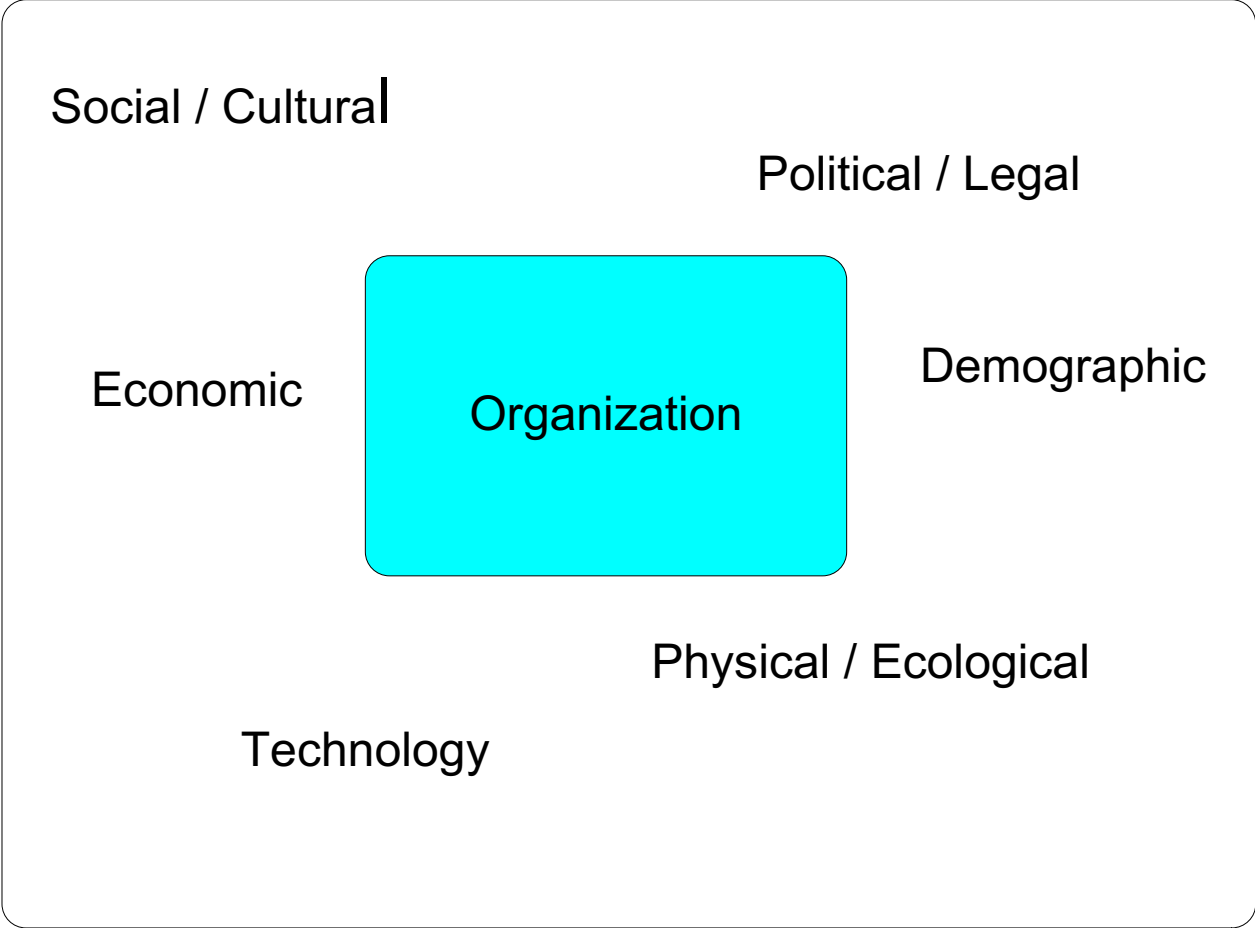 Social / Cultural
Political / Legal
Demographic
Economic
Organization
Physical / Ecological
Technology